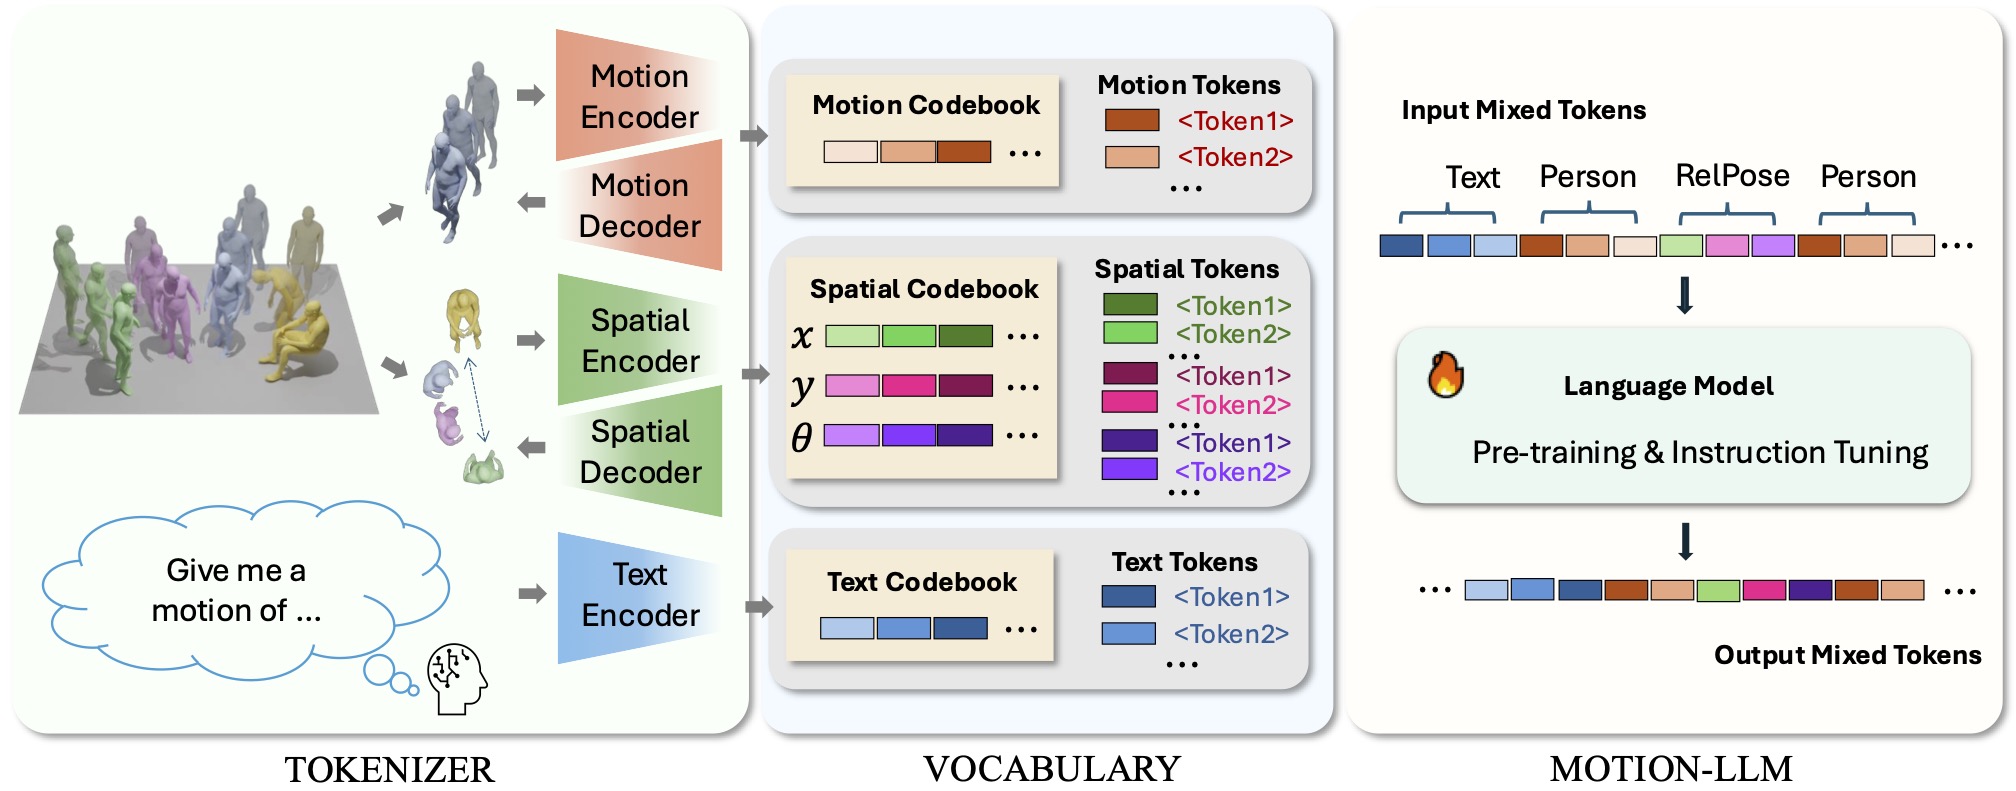 Motion
Encoder
Motion
Decoder
Spatial
Encoder
Spatial
Decoder
Give me a
motion of ...
Text
Encoder
TOKENIZER
Motion Codebook
...
Motion Tokens
<Token1>
<Token2>
...
Spatial Codebook
x ...
y ...
θ ...
Spatial Tokens
<Token1>
<Token2>
...
<Token1>
<Token2>
...
<Token1>
<Token2>
...
Text Codebook
...
Text Tokens
<Token1>
<Token2>
...
VOCABULARY
Input Mixed Tokens
Text Person RelPose Person
...
Language Model
Pre-training & Instruction Tuning
... ...
Output Mixed Tokens
MOTION-LLM